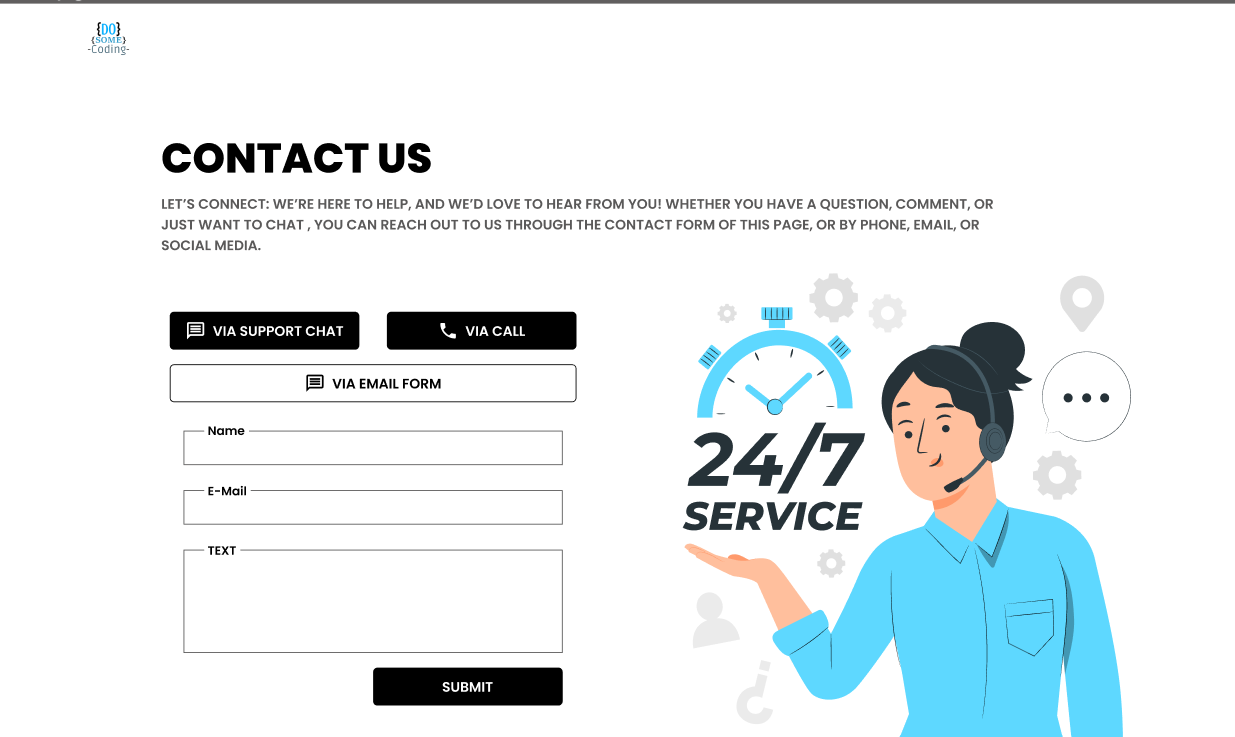 {DO}
{SOME}
-Coding-
CONTACT US
LET’S CONNECT: WE’RE HERE TO HELP, AND WE’D LOVE TO HEAR FROM YOU! WHETHER YOU HAVE A QUESTION, COMMENT, OR
JUST WANT TO CHAT , YOU CAN REACH OUT TO US THROUGH THE CONTACT FORM OF THIS PAGE, OR BY PHONE, EMAIL, OR
SOCIAL MEDIA.
VIA SUPPORT CHAT
VIA CALL
VIA EMAIL FORM
Name
E-Mail
TEXT
SUBMIT
24/7
SERVICE